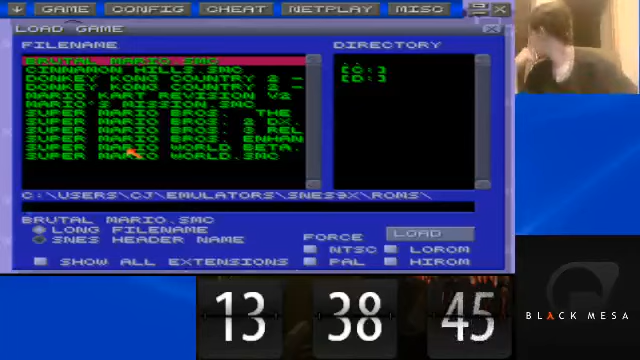 GAME CONFIG CHEAT NETPLAY MISC
LOAD GAME
FILENAME DIRECTORY
BRUTAL MARIO.SMC
CINNAMON HILLS.SMC
DONKEY KONG COUNTRY 2 -
DONKEY KONG COUNTRY 2 -
MARIO KART REVISION V2
MARIO'S MISSION.SMC
SUPER MARIO BROS. THE
SUPER MARIO BROS. 2 DX.
SUPER MARIO BROS. 3 REL
SUPER MARIO BROS. ENHAN
SUPER MARIO WORLD BETA.
SUPER MARIO WORLD.SMC
..
[C:]
[D:]
C:\USERS\CJ\EMULATORS\SNES9X\ROMS\
BRUTAL MARIO.SMC
LONG FILENAME
SNES HEADER NAME
SHOW ALL EXTENSIONS
FORCE
LOAD
NTSC LOROM
PAL HIROM
13 38 45
BLACK MESA